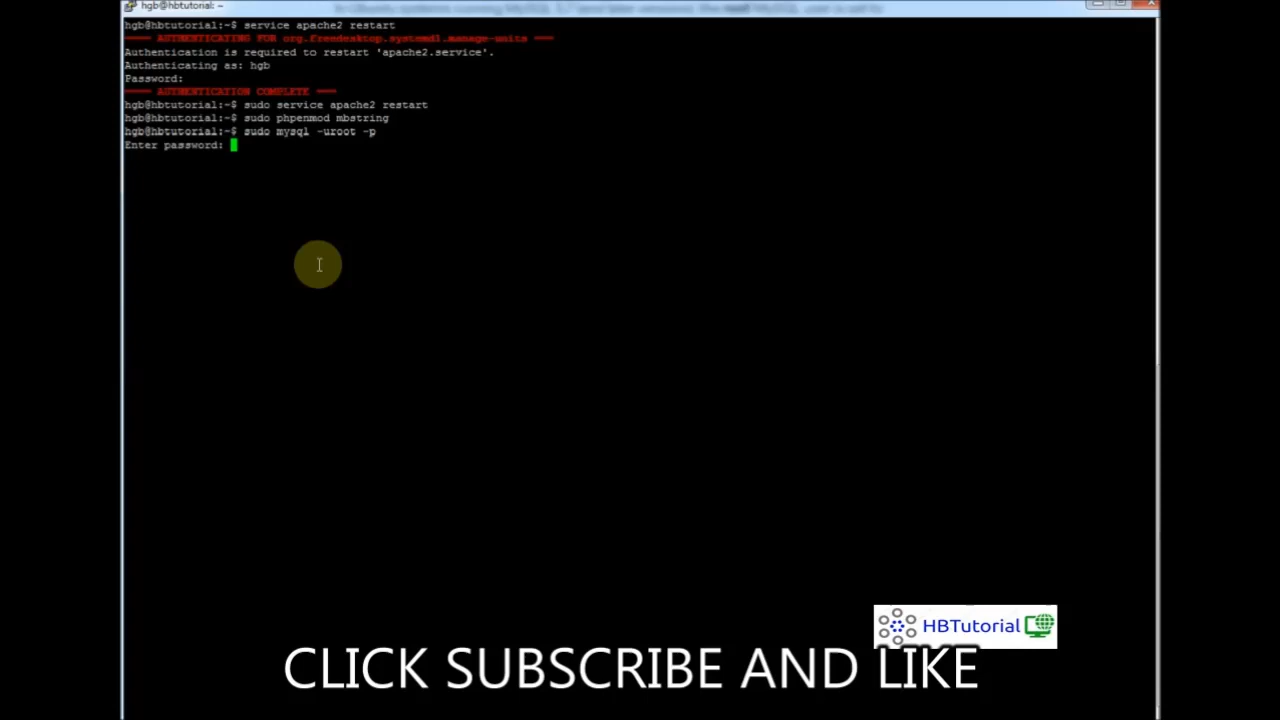 hgb@hbtutorial: ~
hgb@hbtutorial:~$ service apache2 restart
==== AUTHENTICATING FOR org.freedesktop.systemd1.manage-units ===
Authentication is required to restart 'apache2.service'.
Authenticating as: hgb
Password:
==== AUTHENTICATION COMPLETE ===
hgb@hbtutorial:~$ sudo service apache2 restart
hgb@hbtutorial:~$ sudo phpenmod mbstring
hgb@hbtutorial:~$ sudo mysql -uroot -p
Enter password:
HBTutorial
CLICK SUBSCRIBE AND LIKE